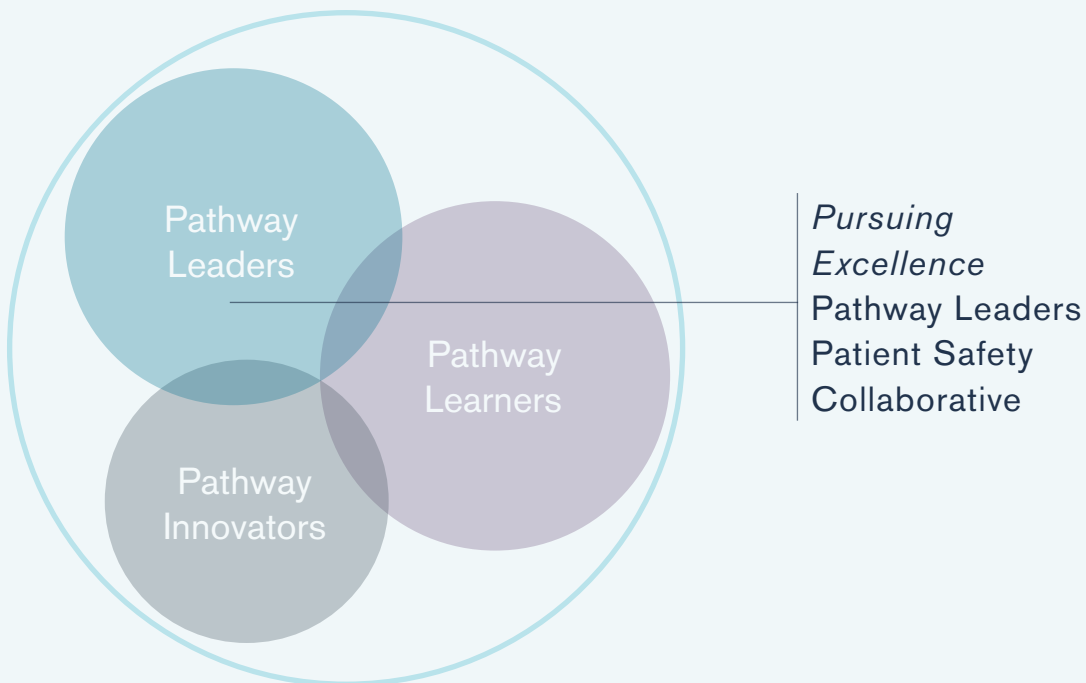 Pathway
Leaders
Pathway
Learners
Pathway
Innovators
Pursuing
Excellence
Pathway Leaders
Patient Safety
Collaborative